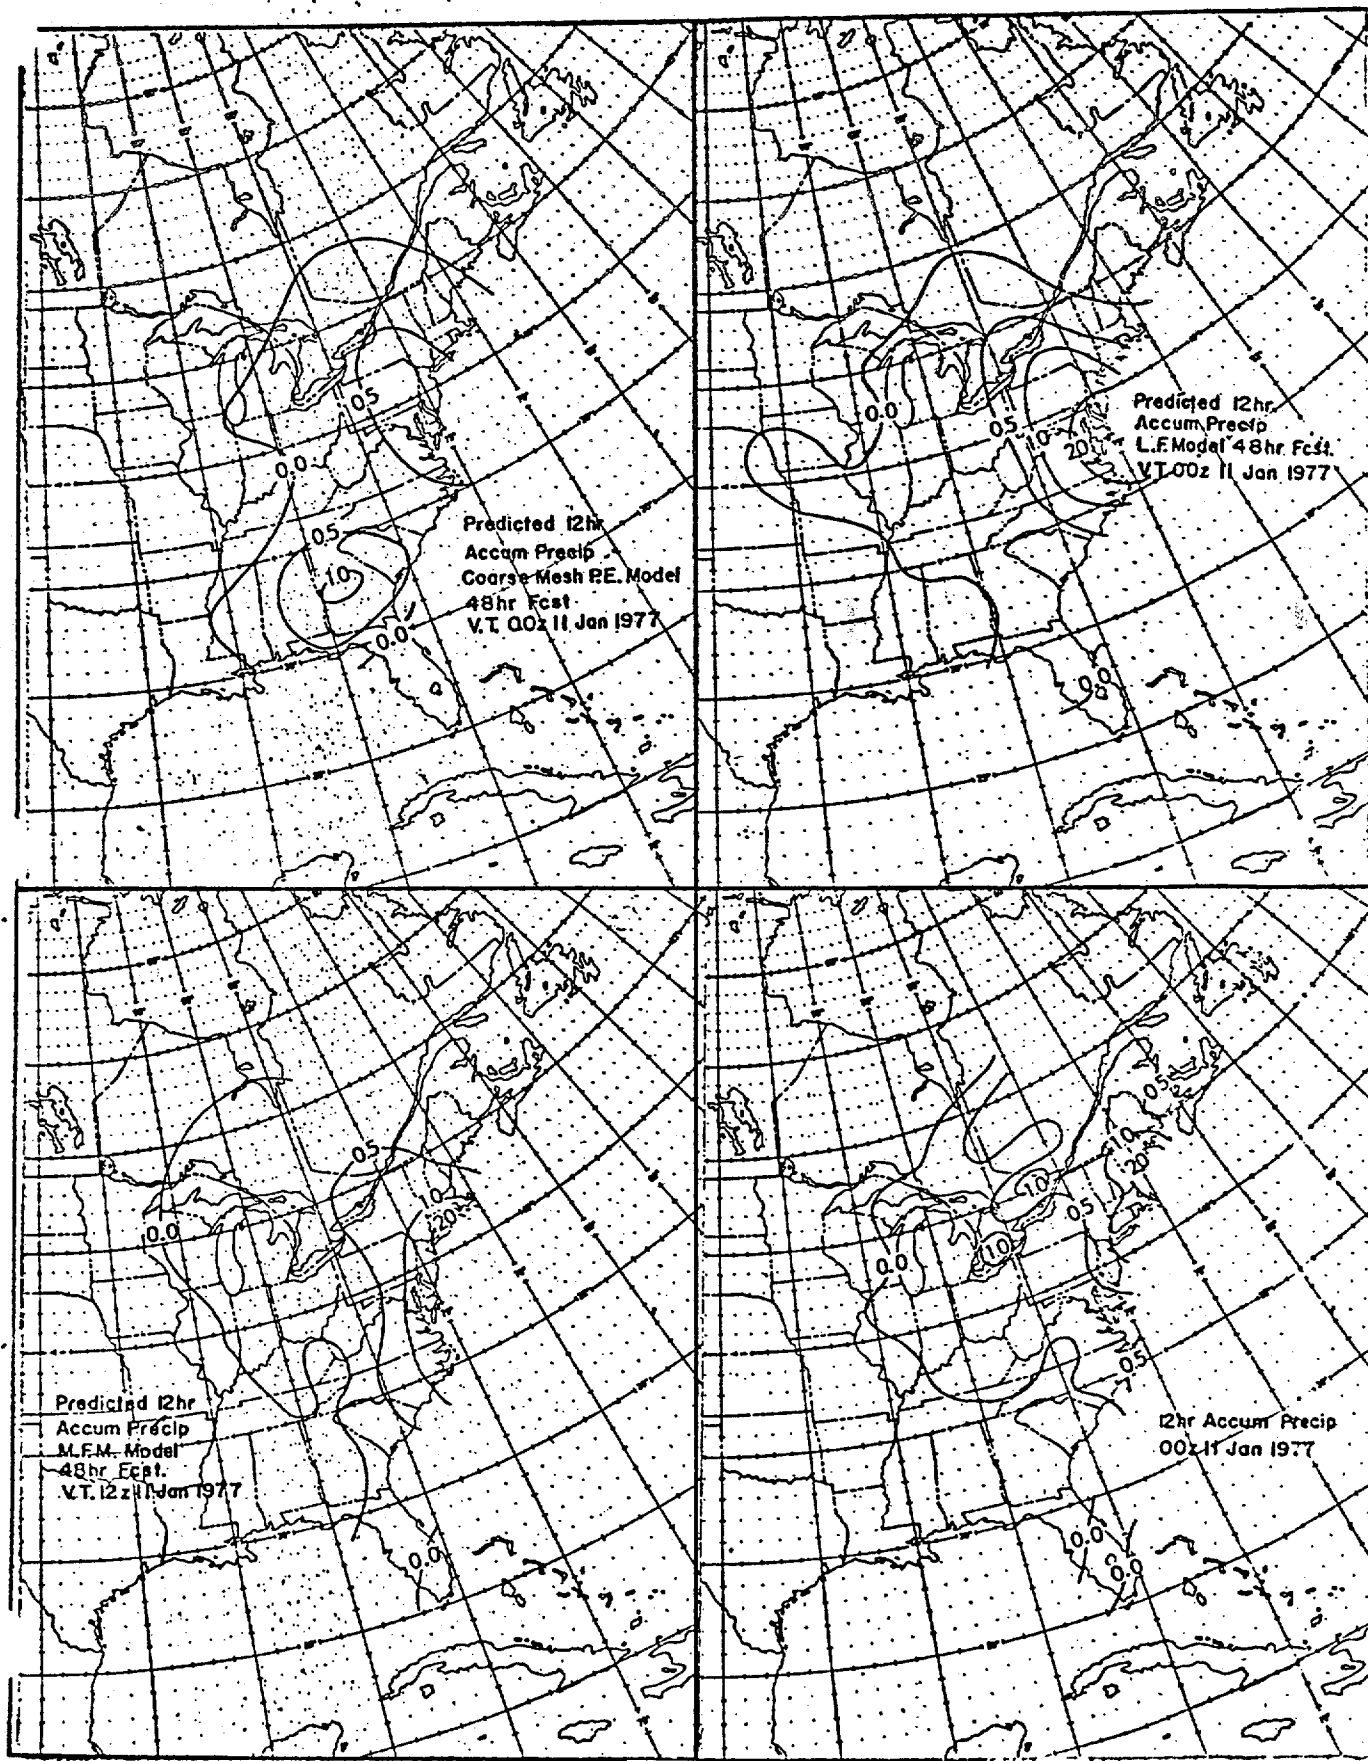 0.5
0.0
0.5
1.0
0.0
Predicted 12hr
Accum Precip
Coarse Mesh P.E. Model
48hr Fcst
V.T. 00z 11 Jan 1977
0.0
0.5
1.0
2.0
0.0
Predicted 12hr
Accum Precip
L.F. Model 48hr Fcst.
V.T. 00z 11 Jan 1977
0.5
1.0
2.0
0.0
0.0
Predicted 12hr
Accum Precip
M.F.M. Model
48hr Fcst.
V.T. 12z 11 Jan 1977
0.5
1.0
2.0
1.0
0.5
1.0
0.0
0.5
0.0
0.0
12hr Accum Precip
00z 11 Jan 1977